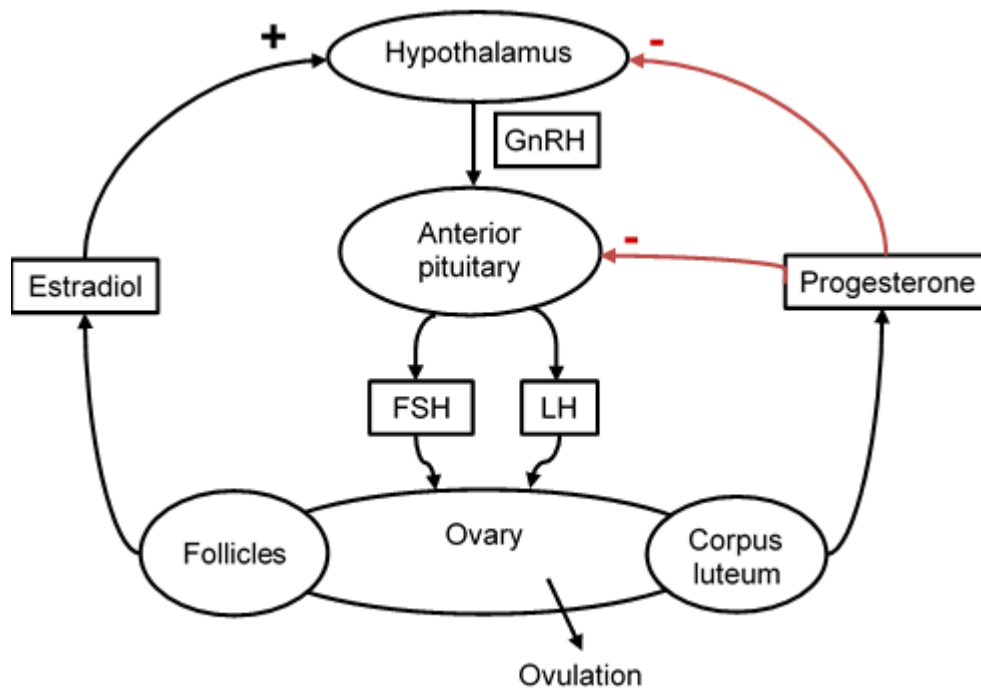 +
Hypothalamus
-
GnRH
Anterior
pituitary
-
Estradiol
Progesterone
FSH
LH
Follicles
Ovary
Corpus
luteum
Ovulation